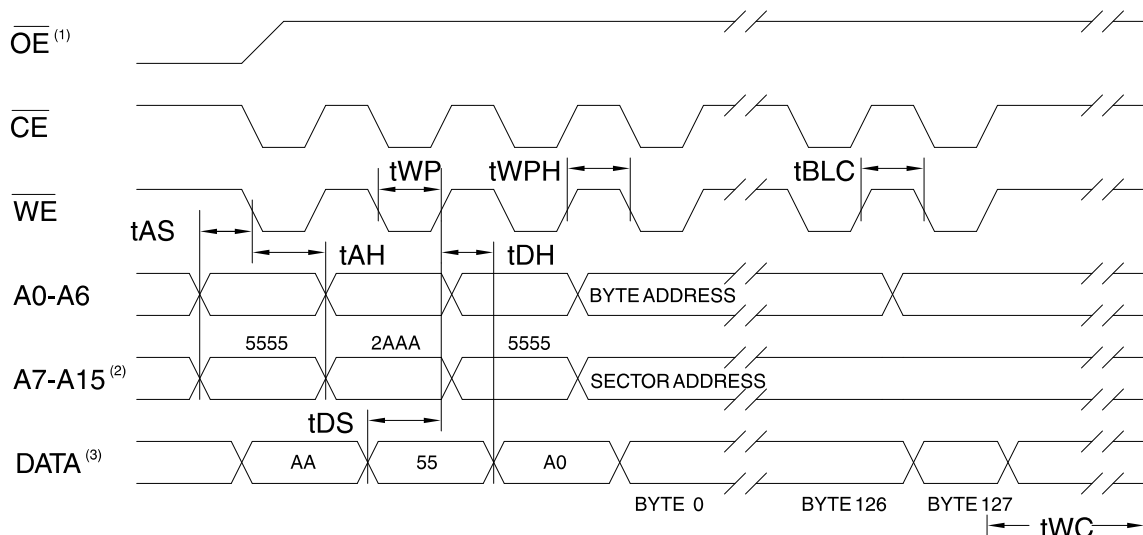 OE (1)
CE
tWP tWPH tBLC
WE
tAS
tAH tDH
A0-A6 BYTE ADDRESS
5555 2AAA 5555
A7-A15 (2) SECTOR ADDRESS
tDS
DATA (3) AA 55 A0
BYTE 0 BYTE 126 BYTE 127
tWC